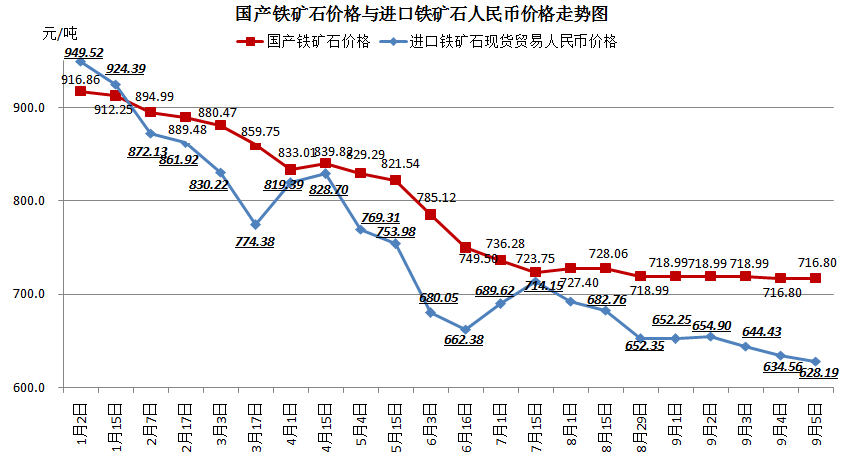 国产铁矿石价格与进口铁矿石人民币价格走势图
元/吨
国产铁矿石价格 进口铁矿石现货贸易人民币价格
949.52
924.39
916.86
912.25
894.99
880.47
889.48
872.13
861.92
859.75
830.22
833.01
839.82
829.29
821.54
819.39
828.70
774.38
785.12
769.31
753.98
749.50
736.28
723.75
728.06
718.99 718.99 718.99
716.80
714.15
727.40
718.99
716.80
680.05
689.62
682.76
662.38
652.35
652.25
654.90
644.43
634.56
628.19
900.0
800.0
700.0
600.0
1月2日
1月15日
2月7日
2月17日
3月3日
3月17日
4月1日
4月15日
5月4日
5月15日
6月3日
6月16日
7月1日
7月15日
8月1日
8月15日
8月29日
9月1日
9月2日
9月3日
9月4日
9月5日